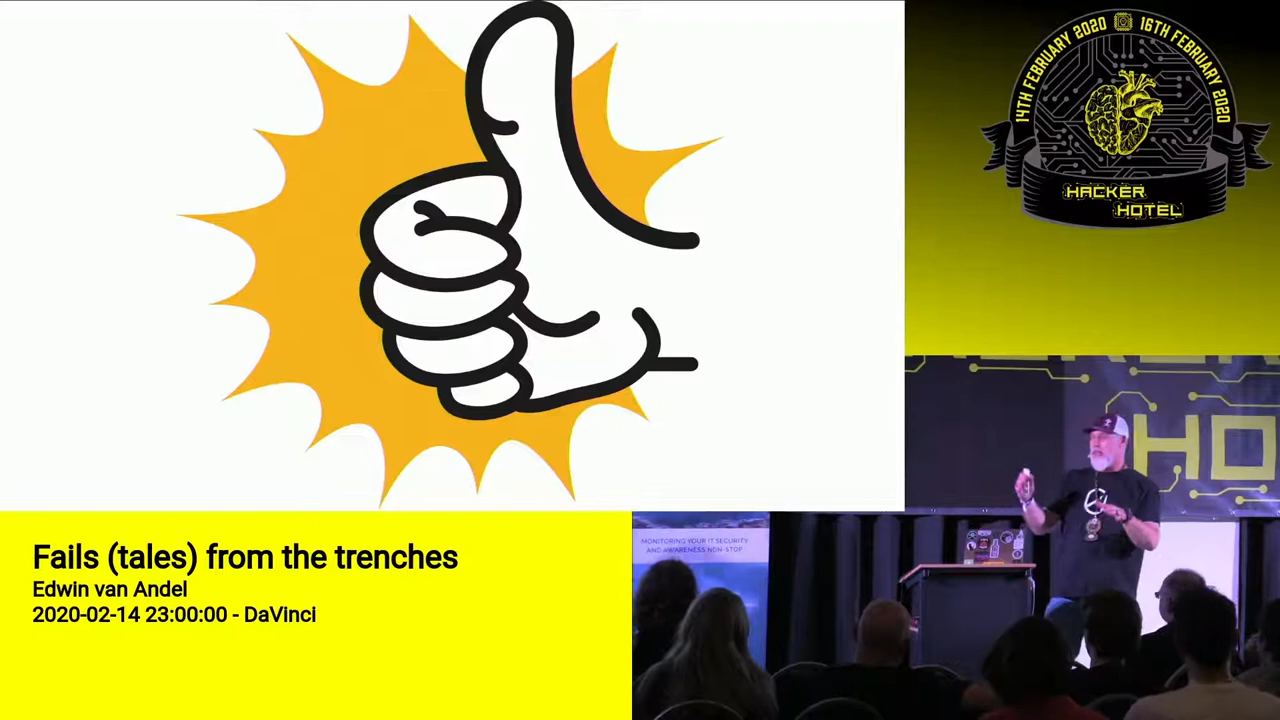 14TH FEBRUARY 2020
16TH FEBRUARY 2020
HACKER
HOTEL
HO
MONITORING YOUR IT SECURITY
AND AWARENESS NON-STOP
Fails (tales) from the trenches
Edwin van Andel
2020-02-14 23:00:00 - DaVinci